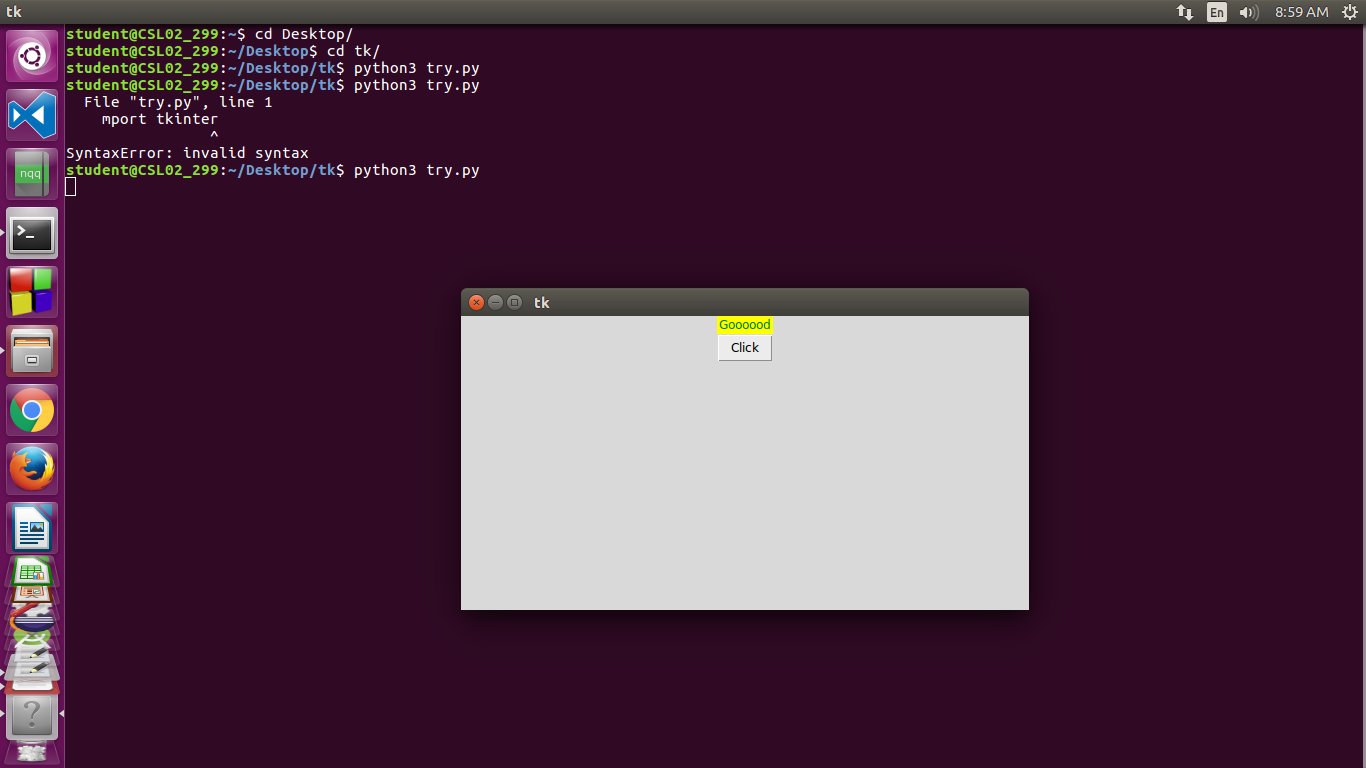 tk
En
8:59 AM
student@CSL02_299:~$ cd Desktop/
student@CSL02_299:~/Desktop$ cd tk/
student@CSL02_299:~/Desktop/tk$ python3 try.py
student@CSL02_299:~/Desktop/tk$ python3 try.py
  File "try.py", line 1
    mport tkinter
                ^
SyntaxError: invalid syntax
student@CSL02_299:~/Desktop/tk$ python3 try.py
nqq
>_
tk
Goooood
Click
?